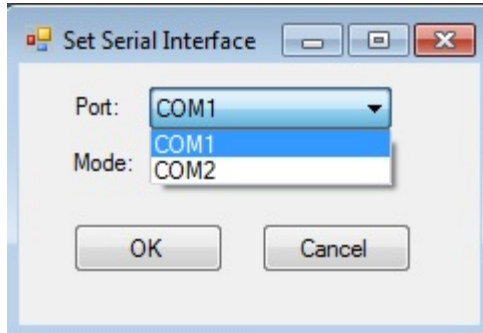 Set Serial Interface
Port: COM1
COM1
Mode: COM2
OK Cancel